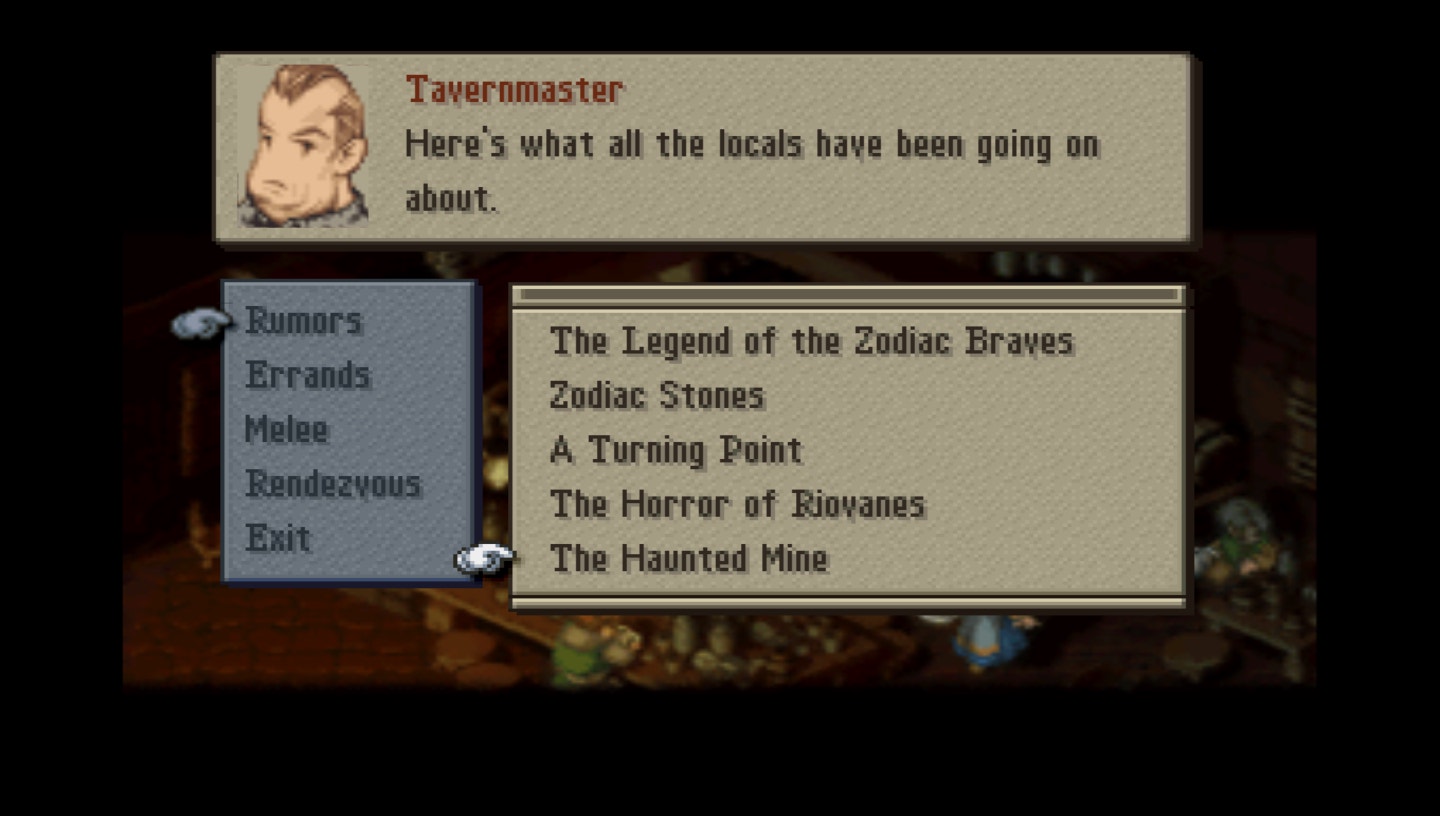 Tavernmaster
Here's what all the locals have been going on
about.
Rumors
Errands
Melee
Rendezvous
Exit
The Legend of the Zodiac Braves
Zodiac Stones
A Turning Point
The Horror of Riovanes
The Haunted Mine